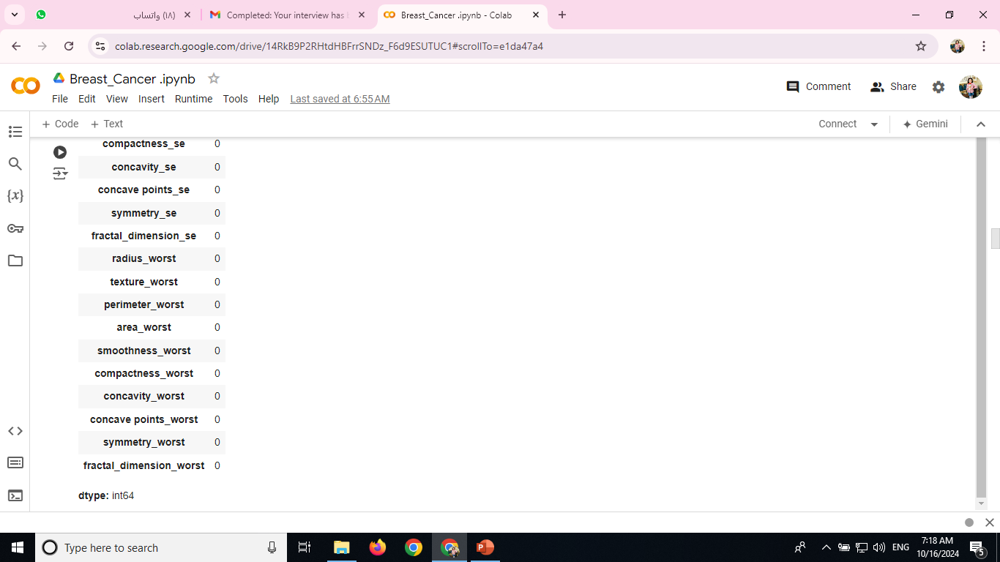 (١٨) واتساب
Completed: Your interview has
Breast_Cancer .ipynb - Colab
colab.research.google.com/drive/14RkB9P2RHtdHBFrrSNDz_F6d9ESUTUC1#scrollTo=e1da47a4
Breast_Cancer .ipynb
Comment
Share
File Edit View Insert Runtime Tools Help Last saved at 6:55 AM
+ Code + Text
Connect
Gemini
compactness_se 0
concavity_se 0
concave points_se 0
symmetry_se 0
fractal_dimension_se 0
radius_worst 0
texture_worst 0
perimeter_worst 0
area_worst 0
smoothness_worst 0
compactness_worst 0
concavity_worst 0
concave points_worst 0
symmetry_worst 0
fractal_dimension_worst 0
dtype: int64
Type here to search
ENG
7:18 AM
10/16/2024
5